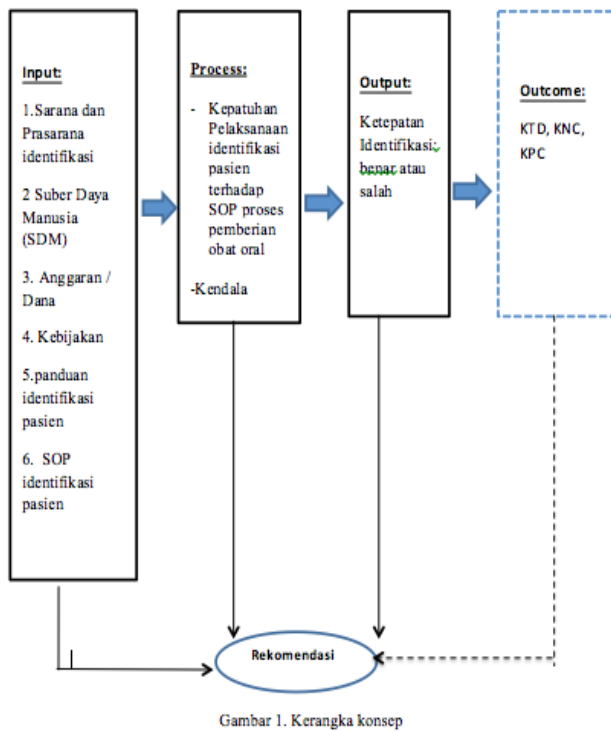 Input:
1.Sarana dan
Prasarana
identifikasi
2 Suber Daya
Manusia
(SDM)
3. Anggaran /
Dana
4. Kebijakan
5.panduan
identifikasi
pasien
6. SOP
identifikasi
pasien
Process:
- Kepatuhan
Pelaksanaan
identifikasi
pasien
terhadap
SOP proses
pemberian
obat oral
-Kendala
Output:
Ketepatan
Identifikasi:
benar atau
salah
Outcome:
KTD, KNC,
KPC
Rekomendasi
Gambar 1. Kerangka konsep